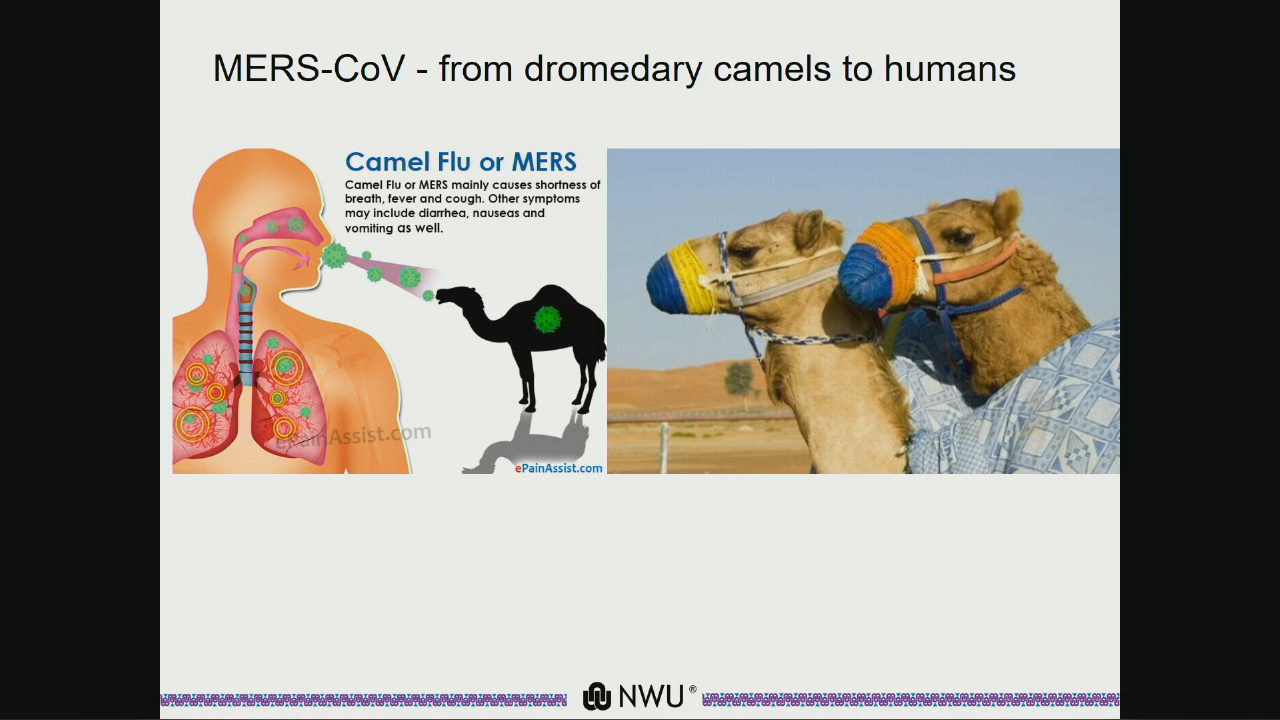 MERS-CoV - from dromedary camels to humans
Camel Flu or MERS
Camel Flu or MERS mainly causes shortness of
breath, fever and cough. Other symptoms
may include diarrhea, nauseas and
vomiting as well.
ePainAssist.com
ePainAssist.com
NWU®